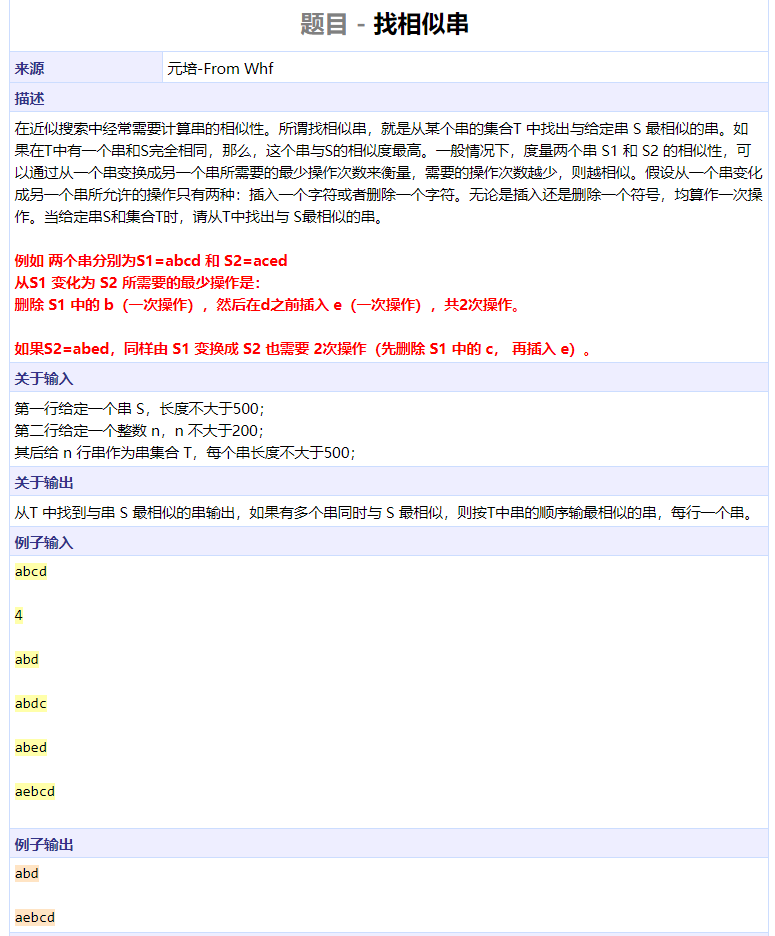 题目 - 找相似串
来源 元培-From Whf
描述
在近似搜索中经常需要计算串的相似性。所谓找相似串，就是从某个串的集合T 中找出与给定串 S 最相似的串。如
果在T中有一个串和S完全相同，那么，这个串与S的相似度最高。一般情况下，度量两个串 S1 和 S2 的相似性，可
以通过从一个串变换成另一个串所需要的最少操作次数来衡量，需要的操作次数越少，则越相似。假设从一个串变化
成另一个串所允许的操作只有两种：插入一个字符或者删除一个字符。无论是插入还是删除一个符号，均算作一次操
作。当给定串S和集合T时，请从T中找出与 S最相似的串。
例如 两个串分别为S1=abcd 和 S2=aced
从S1 变化为 S2 所需要的最少操作是：
删除 S1 中的 b（一次操作），然后在d之前插入 e（一次操作），共2次操作。
如果S2=abed，同样由 S1 变换成 S2 也需要 2次操作（先删除 S1 中的 c， 再插入 e）。
关于输入
第一行给定一个串 S，长度不大于500；
第二行给定一个整数 n，n 不大于200；
其后给 n 行串作为串集合 T，每个串长度不大于500；
关于输出
从T 中找到与串 S 最相似的串输出，如果有多个串同时与 S 最相似，则按T中串的顺序输最相似的串，每行一个串。
例子输入
abcd
4
abd
abdc
abed
aebcd
例子输出
abd
aebcd